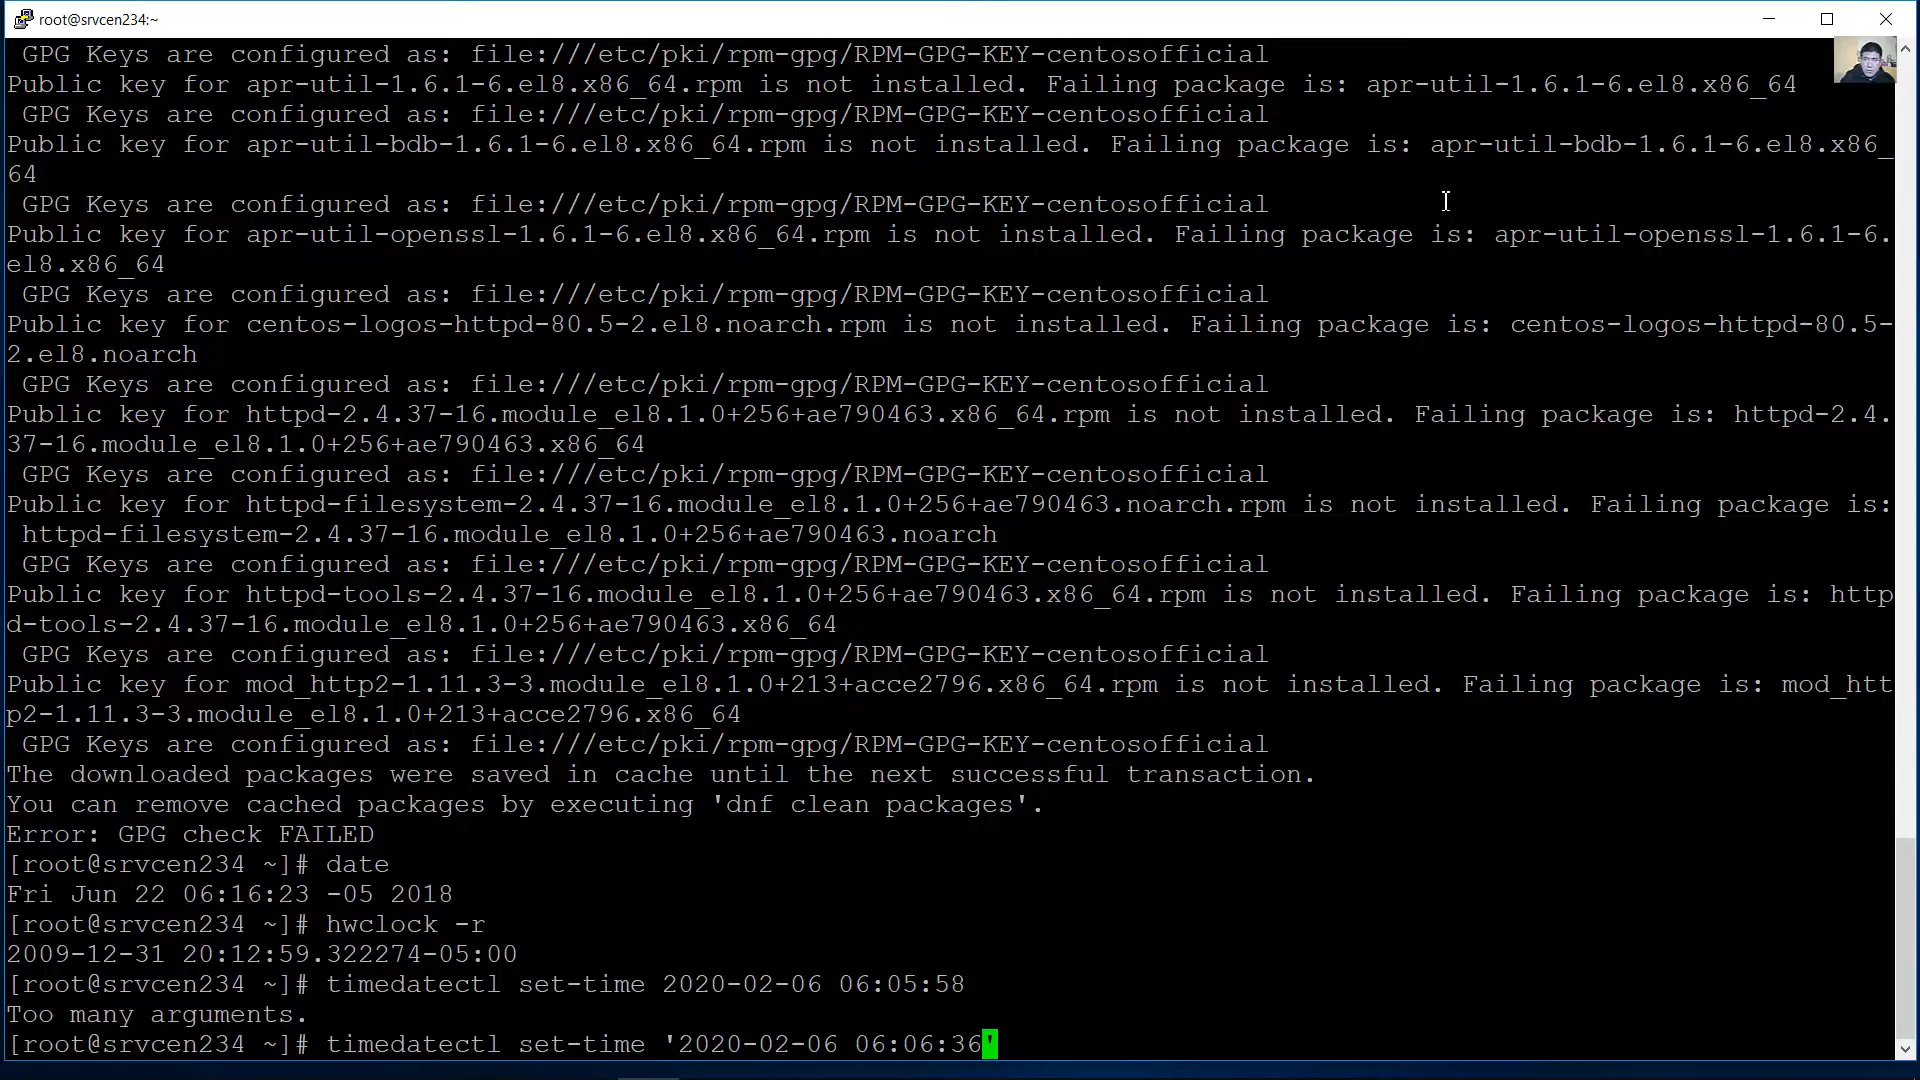 root@srvcen234:~
GPG Keys are configured as: file:///etc/pki/rpm-gpg/RPM-GPG-KEY-centosofficial
Public key for apr-util-1.6.1-6.el8.x86_64.rpm is not installed. Failing package is: apr-util-1.6.1-6.el8.x86_64
GPG Keys are configured as: file:///etc/pki/rpm-gpg/RPM-GPG-KEY-centosofficial
Public key for apr-util-bdb-1.6.1-6.el8.x86_64.rpm is not installed. Failing package is: apr-util-bdb-1.6.1-6.el8.x86_
64
GPG Keys are configured as: file:///etc/pki/rpm-gpg/RPM-GPG-KEY-centosofficial
Public key for apr-util-openssl-1.6.1-6.el8.x86_64.rpm is not installed. Failing package is: apr-util-openssl-1.6.1-6.
el8.x86_64
GPG Keys are configured as: file:///etc/pki/rpm-gpg/RPM-GPG-KEY-centosofficial
Public key for centos-logos-httpd-80.5-2.el8.noarch.rpm is not installed. Failing package is: centos-logos-httpd-80.5-
2.el8.noarch
GPG Keys are configured as: file:///etc/pki/rpm-gpg/RPM-GPG-KEY-centosofficial
Public key for httpd-2.4.37-16.module_el8.1.0+256+ae790463.x86_64.rpm is not installed. Failing package is: httpd-2.4.
37-16.module_el8.1.0+256+ae790463.x86_64
GPG Keys are configured as: file:///etc/pki/rpm-gpg/RPM-GPG-KEY-centosofficial
Public key for httpd-filesystem-2.4.37-16.module_el8.1.0+256+ae790463.noarch.rpm is not installed. Failing package is:
httpd-filesystem-2.4.37-16.module_el8.1.0+256+ae790463.noarch
GPG Keys are configured as: file:///etc/pki/rpm-gpg/RPM-GPG-KEY-centosofficial
Public key for httpd-tools-2.4.37-16.module_el8.1.0+256+ae790463.x86_64.rpm is not installed. Failing package is: http
d-tools-2.4.37-16.module_el8.1.0+256+ae790463.x86_64
GPG Keys are configured as: file:///etc/pki/rpm-gpg/RPM-GPG-KEY-centosofficial
Public key for mod_http2-1.11.3-3.module_el8.1.0+213+acce2796.x86_64.rpm is not installed. Failing package is: mod_htt
p2-1.11.3-3.module_el8.1.0+213+acce2796.x86_64
GPG Keys are configured as: file:///etc/pki/rpm-gpg/RPM-GPG-KEY-centosofficial
The downloaded packages were saved in cache until the next successful transaction.
You can remove cached packages by executing 'dnf clean packages'.
Error: GPG check FAILED
[root@srvcen234 ~]# date
Fri Jun 22 06:16:23 -05 2018
[root@srvcen234 ~]# hwclock -r
2009-12-31 20:12:59.322274-05:00
[root@srvcen234 ~]# timedatectl set-time 2020-02-06 06:05:58
Too many arguments.
[root@srvcen234 ~]# timedatectl set-time '2020-02-06 06:06:36'